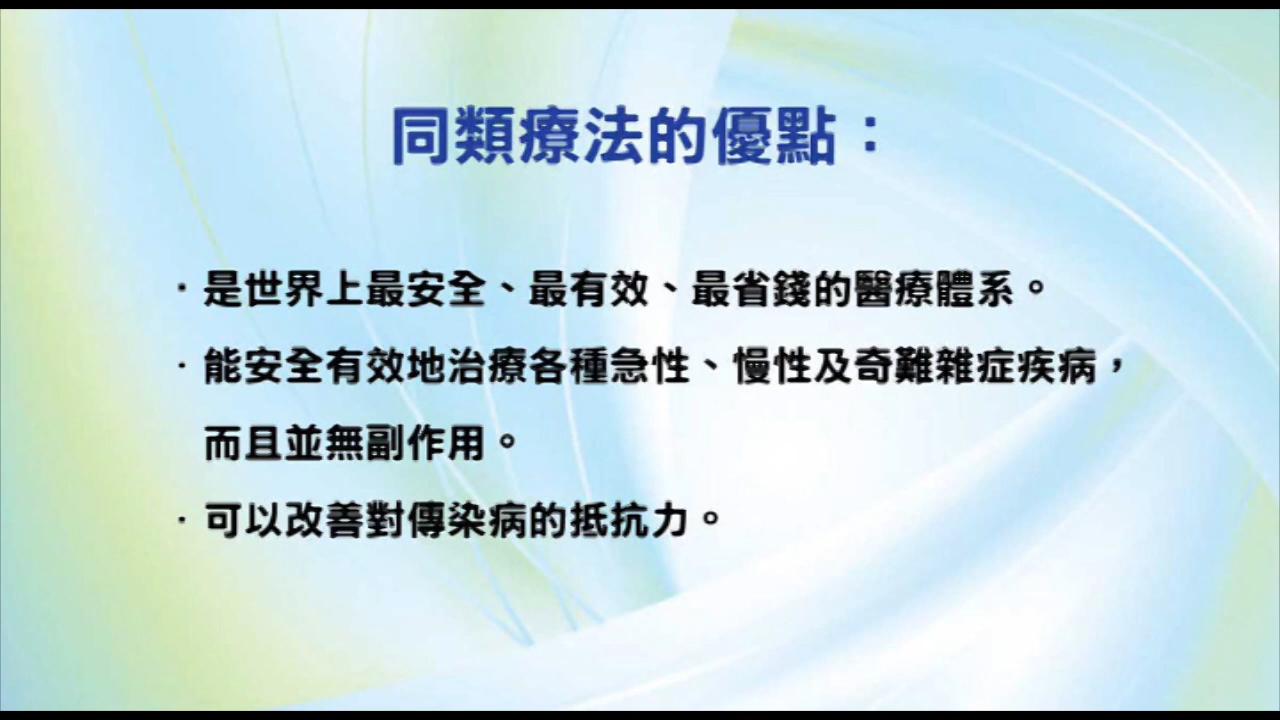 同類療法的優點：
·是世界上最安全、最有效、最省錢的醫療體系。
·能安全有效地治療各種急性、慢性及奇難雜症疾病，
而且並無副作用。
·可以改善對傳染病的抵抗力。